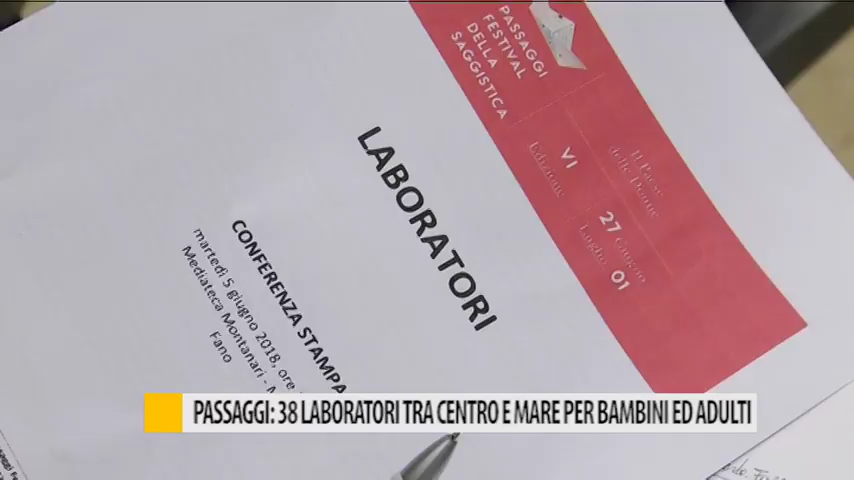 PASSAGGI
FESTIVAL
DELLA
SAGGISTICA
VI
Edizione
Il Paese
delle Donne
27 Giugno
Luglio 01
LABORATORI
CONFERENZA STAMPA
martedì 5 giugno 2018, ore
Mediateca Montanari -
Fano
PASSAGGI: 38 LABORATORI TRA CENTRO E MARE PER BAMBINI ED ADULTI